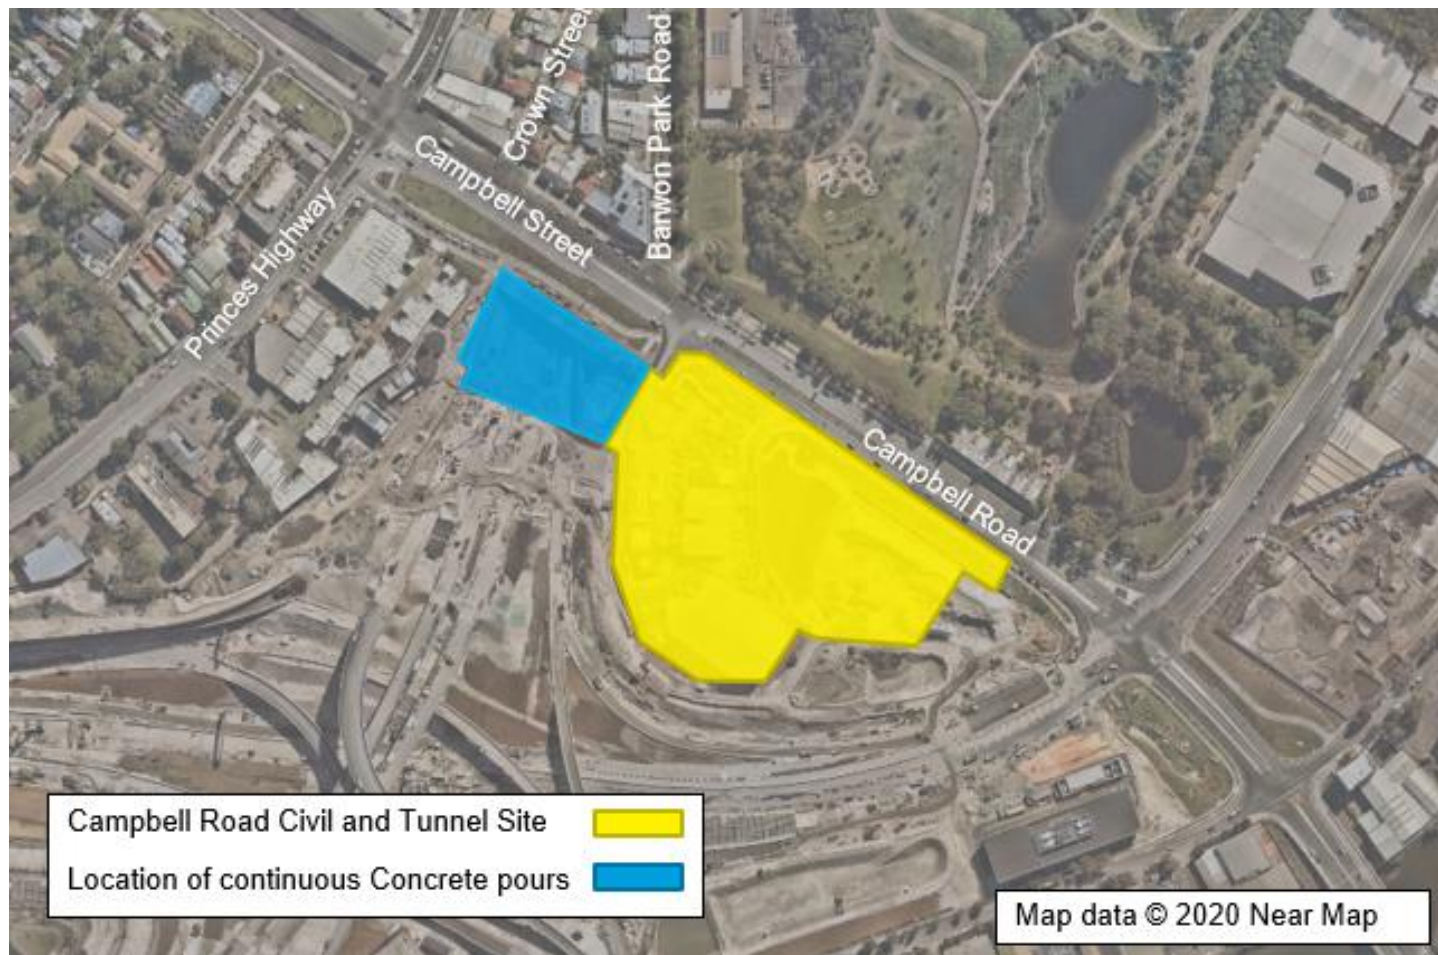 Crown Street
Barwon Park Road
Campbell Street
Princes Highway
Campbell Road
Campbell Road Civil and Tunnel Site
Location of continuous Concrete pours
Map data © 2020 Near Map